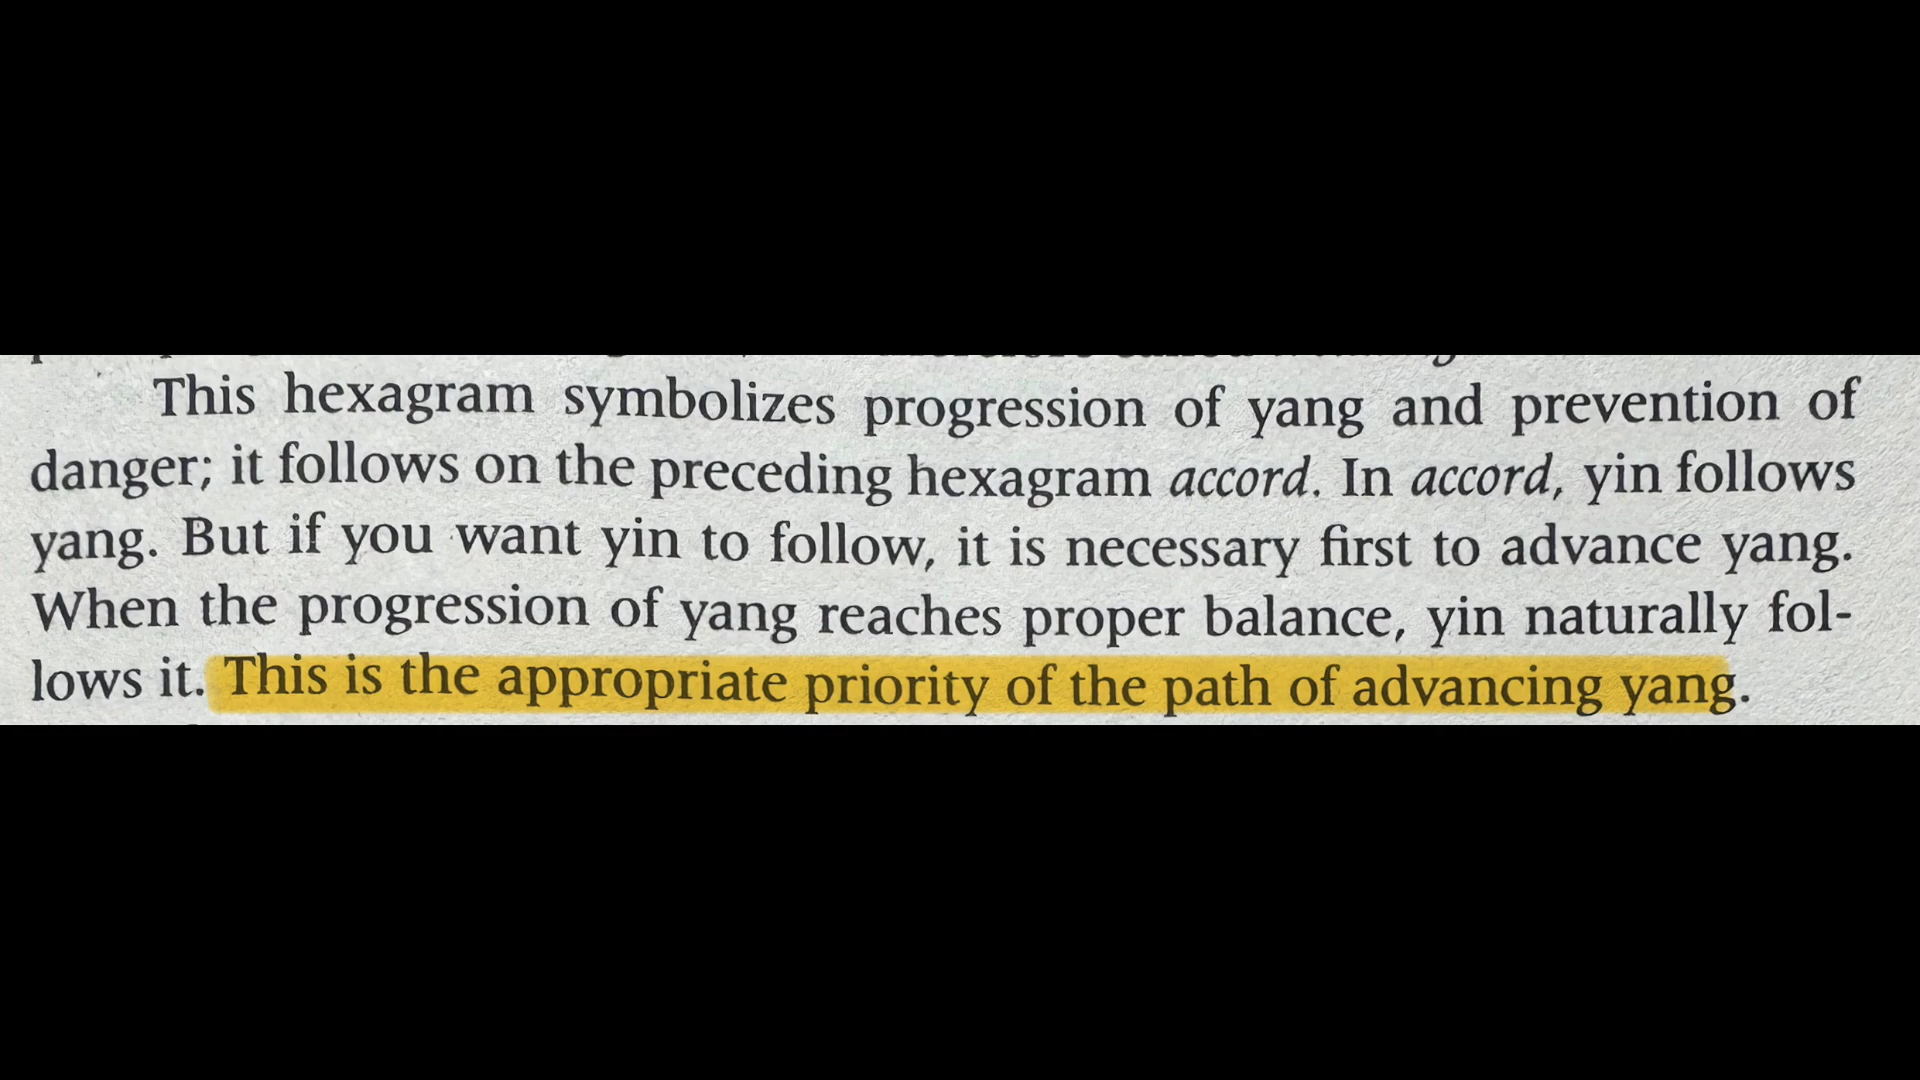 This hexagram symbolizes progression of yang and prevention of
danger; it follows on the preceding hexagram accord. In accord, yin follows
yang. But if you want yin to follow, it is necessary first to advance yang.
When the progression of yang reaches proper balance, yin naturally fol-
lows it. This is the appropriate priority of the path of advancing yang.